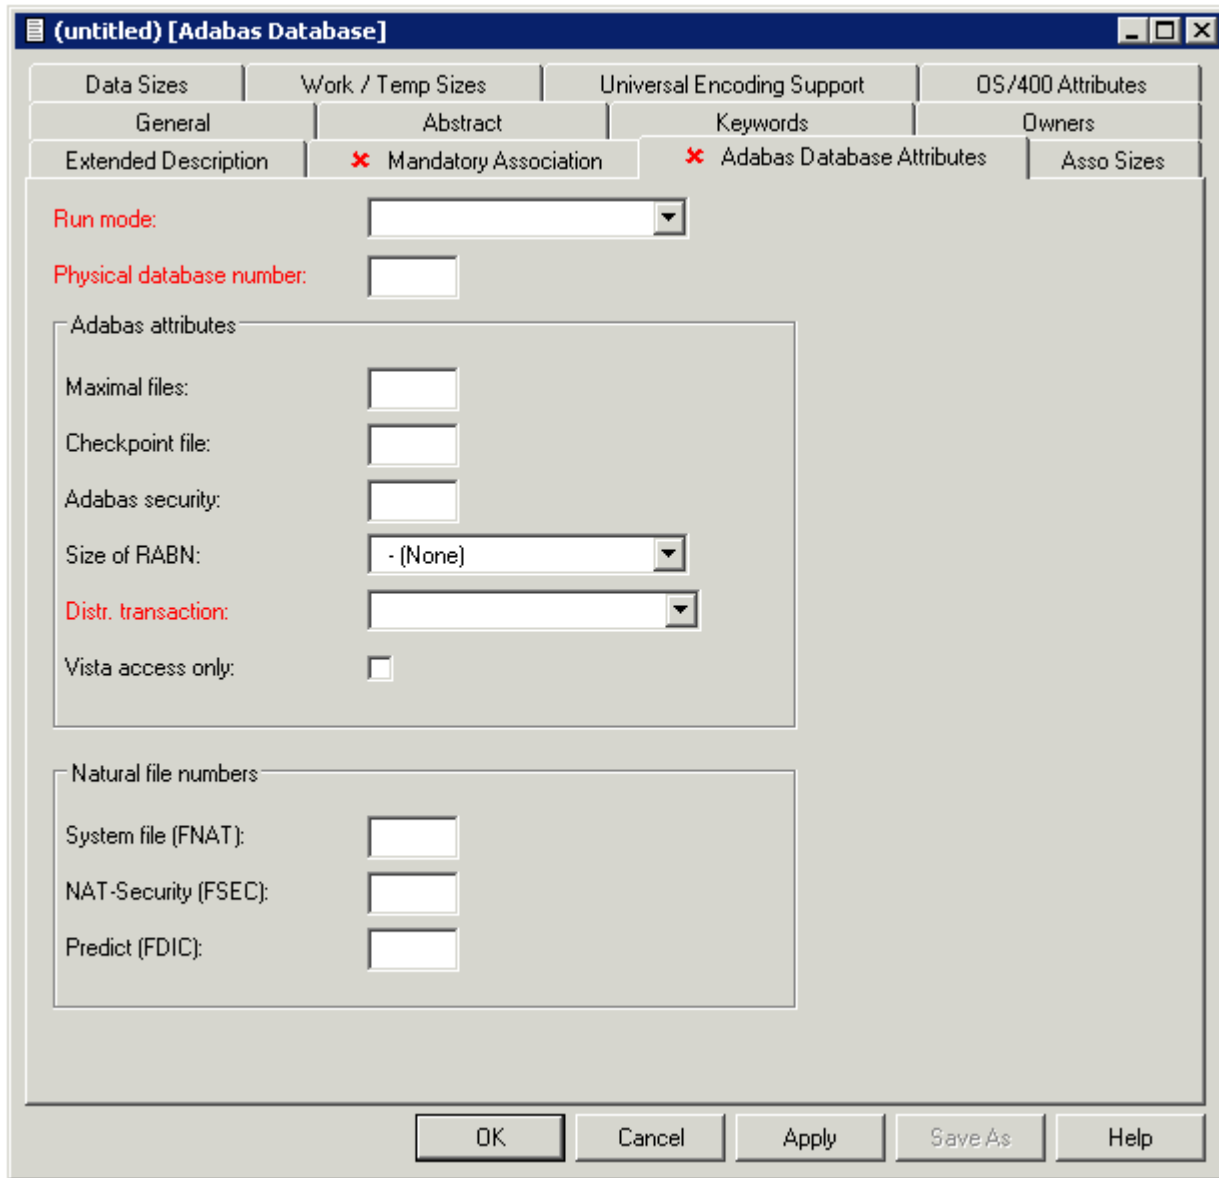 (untitled) [Adabas Database]
Data Sizes Work / Temp Sizes Universal Encoding Support OS/400 Attributes
General Abstract Keywords Owners
Extended Description Mandatory Association Adabas Database Attributes Asso Sizes
Run mode:
Physical database number:
Adabas attributes
Maximal files:
Checkpoint file:
Adabas security:
Size of RABN: - (None)
Distr. transaction:
Vista access only:
Natural file numbers
System file (FNAT):
NAT-Security (FSEC):
Predict (FDIC):
OK Cancel Apply Save As Help